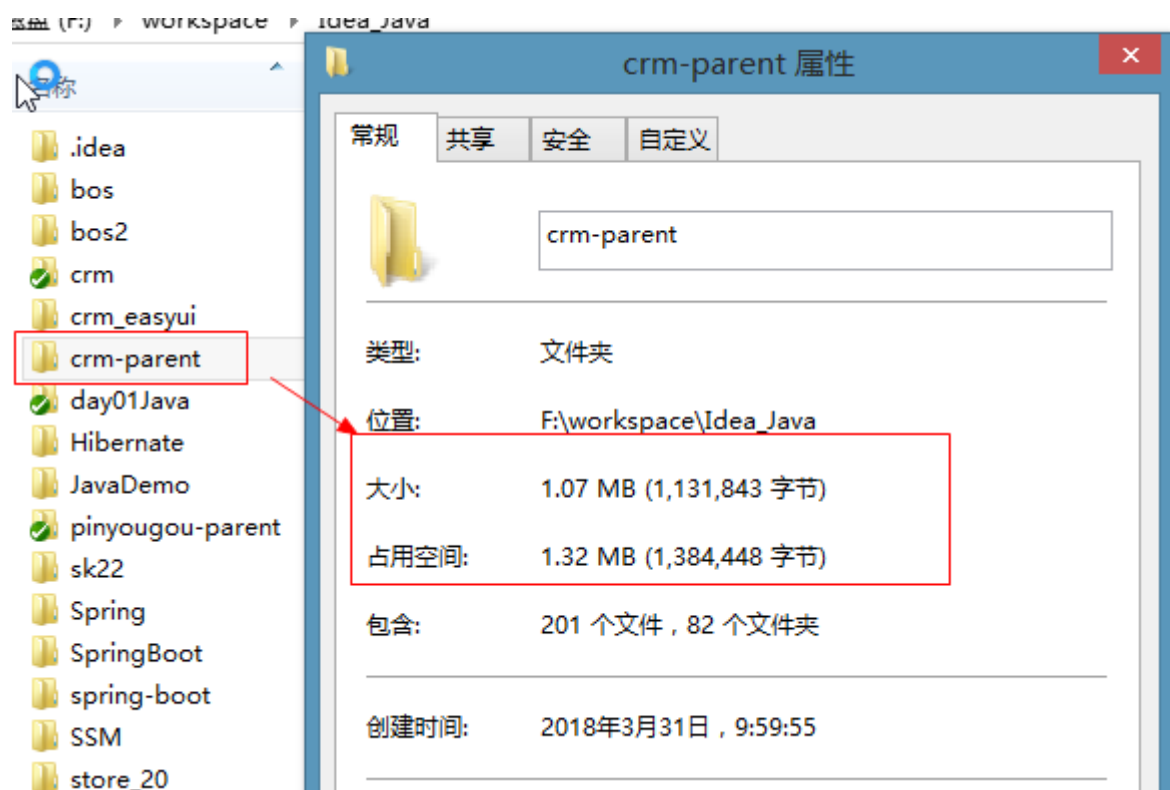 (F:) workspace Idea_Java
名称
.idea
bos
bos2
crm
crm_easyui
crm-parent
day01Java
Hibernate
JavaDemo
pinyougou-parent
sk22
Spring
SpringBoot
spring-boot
SSM
store_20
crm-parent 属性
常规 共享 安全 自定义
crm-parent
类型: 文件夹
位置: F:\workspace\Idea_Java
大小: 1.07 MB (1,131,843 字节)
占用空间: 1.32 MB (1,384,448 字节)
包含: 201 个文件，82 个文件夹
创建时间: 2018年3月31日，9:59:55